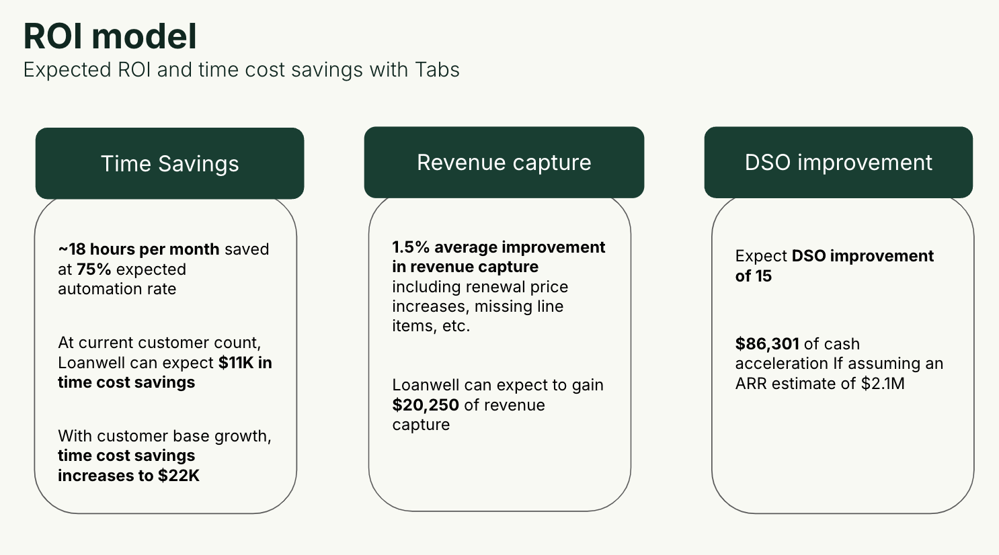 ROI model
Expected ROI and time cost savings with Tabs
Time Savings
~18 hours per month saved
at 75% expected
automation rate
At current customer count,
Loanwell can expect $11K in
time cost savings
With customer base growth,
time cost savings
increases to $22K
Revenue capture
1.5% average improvement
in revenue capture
including renewal price
increases, missing line
items, etc.
Loanwell can expect to gain
$20,250 of revenue
capture
DSO improvement
Expect DSO improvement
of 15
$86,301 of cash
acceleration If assuming an
ARR estimate of $2.1M